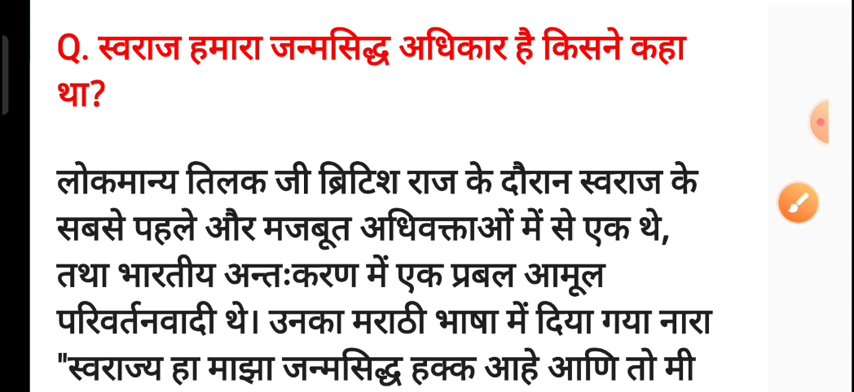 Q. स्वराज हमारा जन्मसिद्ध अधिकार है किसने कहा
था?
लोकमान्य तिलक जी ब्रिटिश राज के दौरान स्वराज के
सबसे पहले और मजबूत अधिवक्ताओं में से एक थे,
तथा भारतीय अन्तःकरण में एक प्रबल आमूल
परिवर्तनवादी थे। उनका मराठी भाषा में दिया गया नारा
"स्वराज्य हा माझा जन्मसिद्ध हक्क आहे आणि तो मी